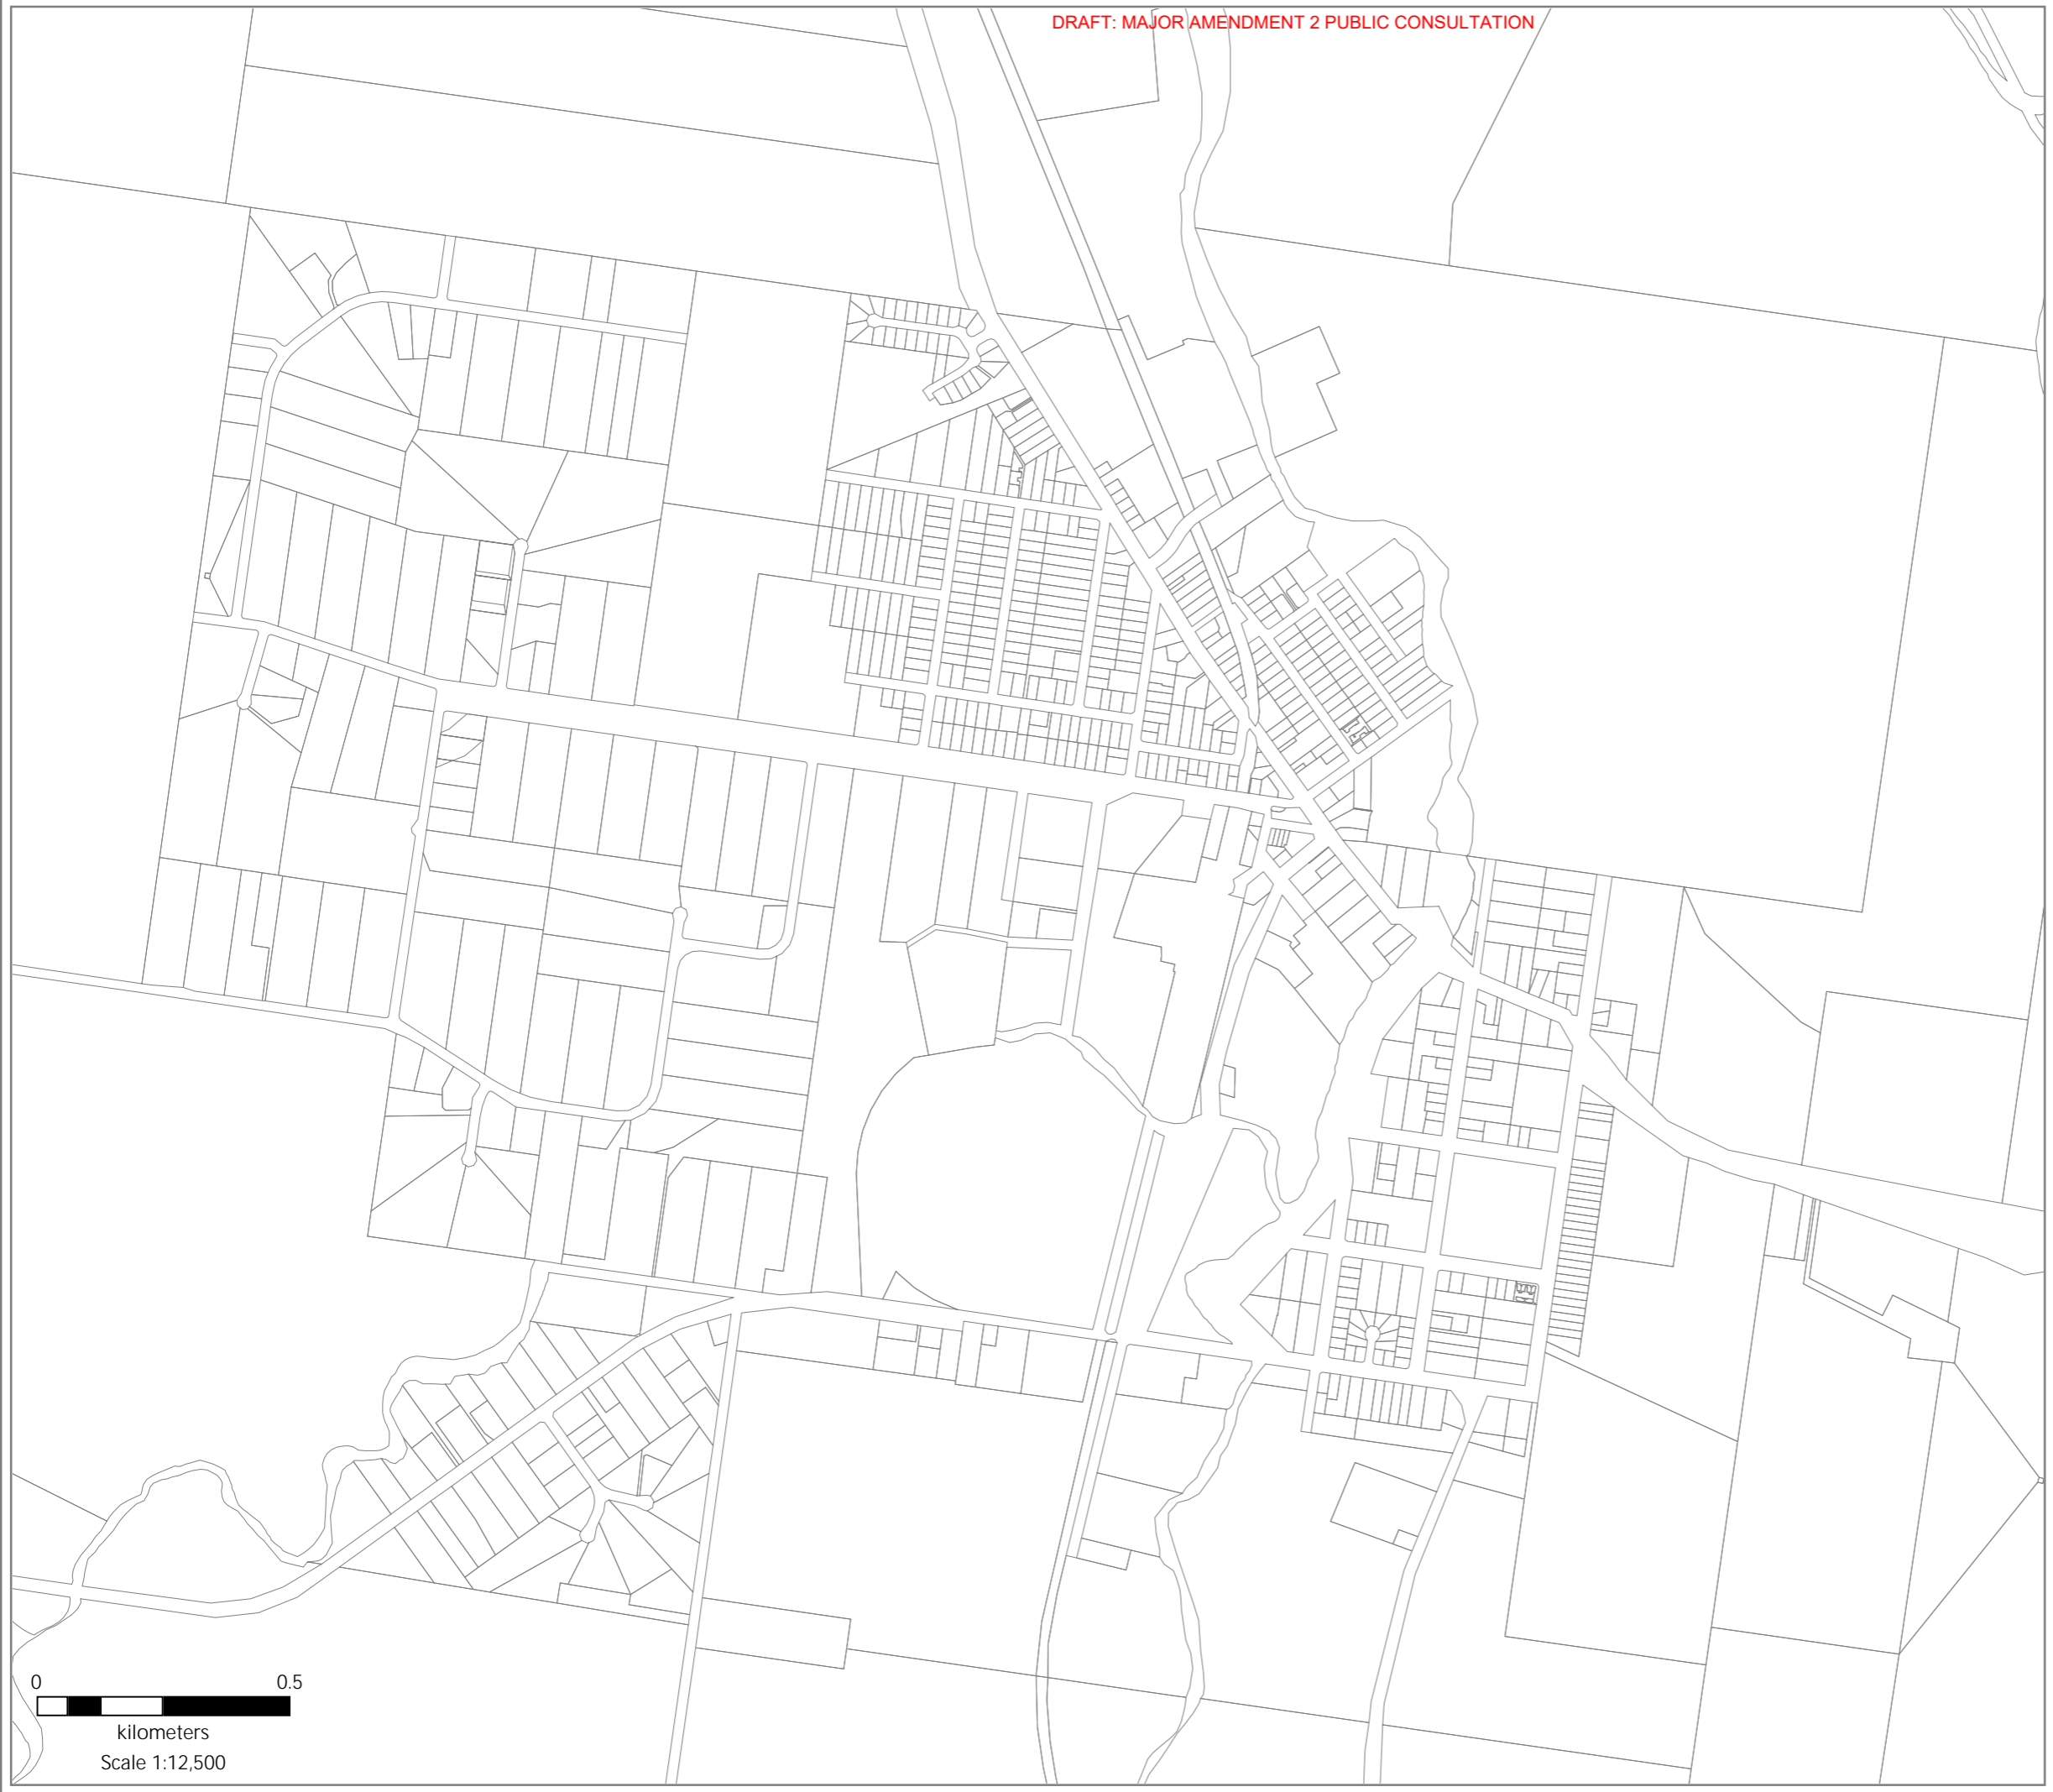 DRAFT: MAJOR AMENDMENT 2 PUBLIC CONSULTATION
0 0.5
kilometers
Scale 1:12,500